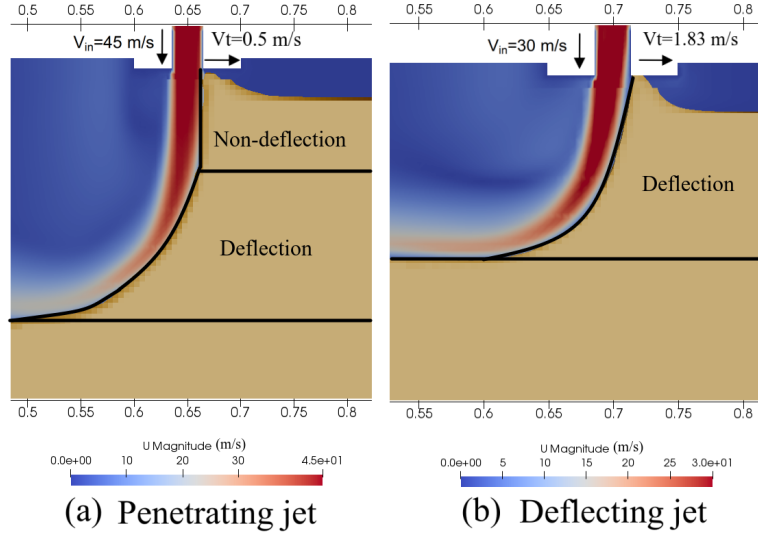 0.5 0.55 0.6 0.65 0.7 0.75 0.8
V_in=45 m/s Vt=0.5 m/s
Non-deflection
Deflection
0.5 0.55 0.6 0.65 0.7 0.75 0.8
U Magnitude (m/s)
0.0e+00 10 20 30 4.5e+01
(a) Penetrating jet
0.55 0.6 0.65 0.7 0.75 0.8
V_in=30 m/s Vt=1.83 m/s
Deflection
0.55 0.6 0.65 0.7 0.75 0.8
U Magnitude (m/s)
0.0e+00 5 10 15 20 25 3.0e+01
(b) Deflecting jet